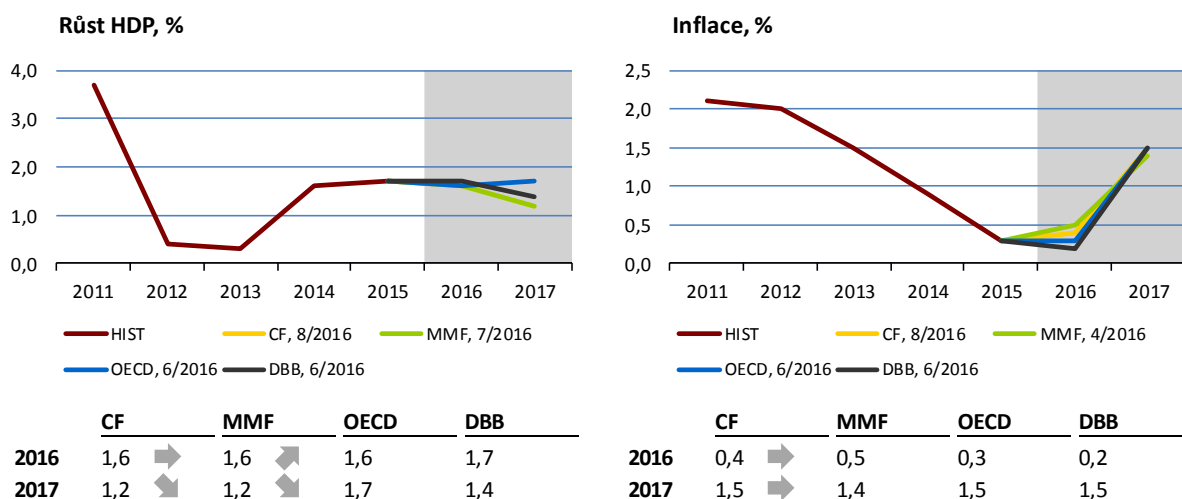 Růst HDP, %
4,0
3,0
2,0
1,0
0,0
2011 2012 2013 2014 2015 2016 2017
HIST CF, 8/2016 MMF, 7/2016
OECD, 6/2016 DBB, 6/2016
CF MMF OECD DBB
2016 1,6 1,6 1,6 1,7
2017 1,2 1,2 1,7 1,4
Inflace, %
2,5
2,0
1,5
1,0
0,5
0,0
2011 2012 2013 2014 2015 2016 2017
HIST CF, 8/2016 MMF, 4/2016
OECD, 6/2016 DBB, 6/2016
CF MMF OECD DBB
2016 0,4 0,5 0,3 0,2
2017 1,5 1,4 1,5 1,5